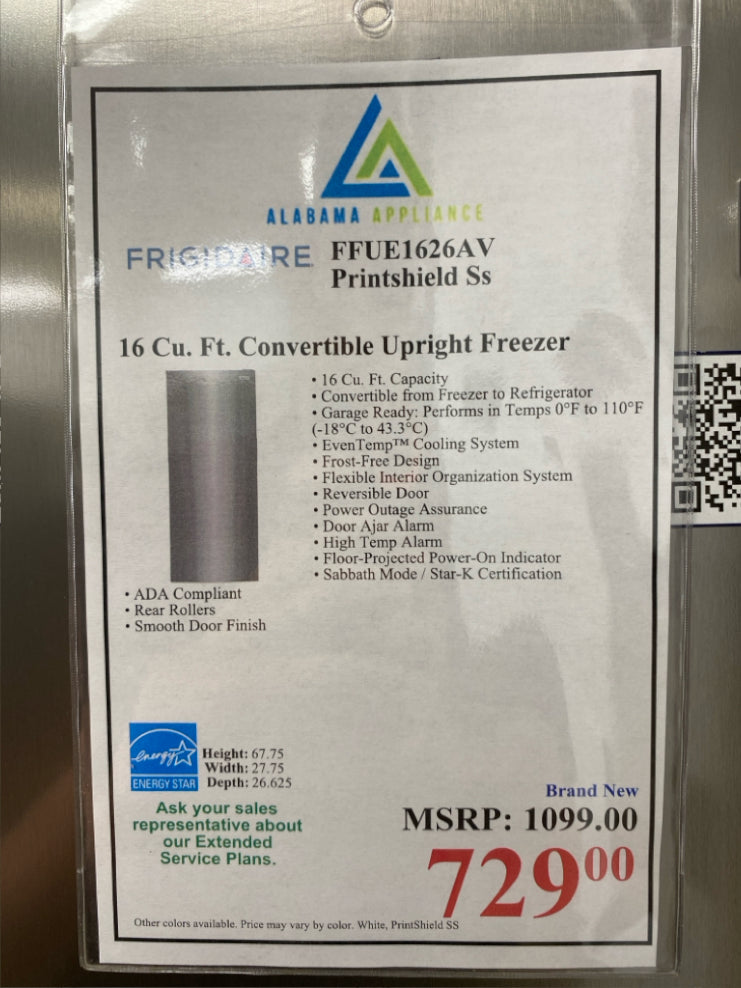 ALABAMA APPLIANCE
FRIGIDAIRE FFUE1626AV
Printshield Ss
16 Cu. Ft. Convertible Upright Freezer
• 16 Cu. Ft. Capacity
• Convertible from Freezer to Refrigerator
• Garage Ready: Performs in Temps 0°F to 110°F
(-18°C to 43.3°C)
• EvenTemp™ Cooling System
• Frost-Free Design
• Flexible Interior Organization System
• Reversible Door
• Power Outage Assurance
• Door Ajar Alarm
• High Temp Alarm
• Floor-Projected Power-On Indicator
• Sabbath Mode / Star-K Certification
• ADA Compliant
• Rear Rollers
• Smooth Door Finish
energy
ENERGY STAR
Height: 67.75
Width: 27.75
Depth: 26.625
Ask your sales
representative about
our Extended
Service Plans.
Brand New
MSRP: 1099.00
729 00
Other colors available. Price may vary by color. White, PrintShield SS